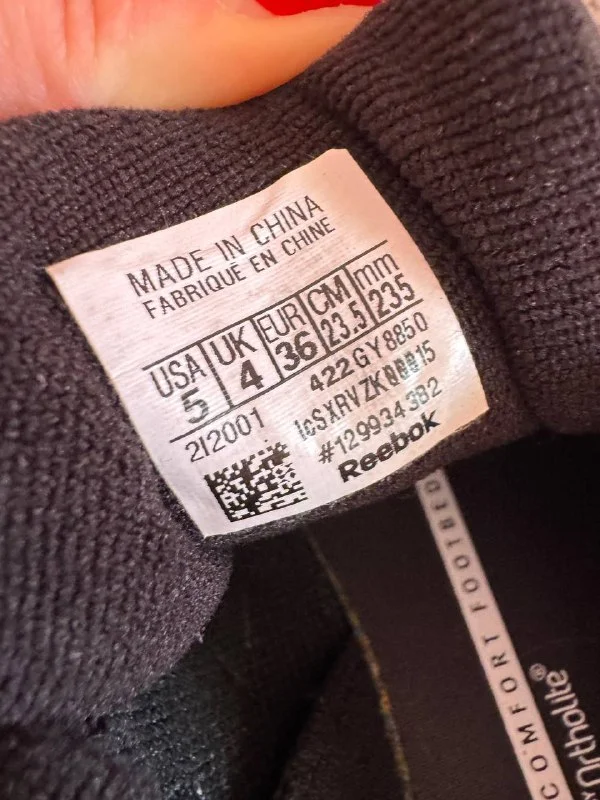 MADE IN CHINA
FABRIQUE EN CHINE
USA UK EUR CM mm
5 4 36 23.5 235
212001 422 GY8850
#129934382
Reebok
COMFORT FOOTBED
Ortholite®